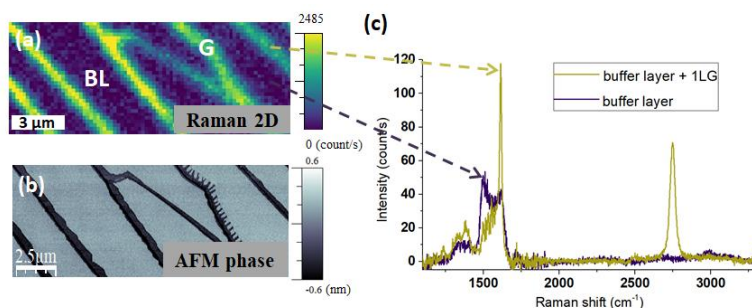 (a)
BL
G
3 μm
Raman 2D
2485
0 (count/s)
(b)
2.5μm
AFM phase
0.6
-0.6 (nm)
(c)
120
100
80
60
40
20
0
Intensity (count/s)
buffer layer + 1LG
buffer layer
1500
2000
2500
3000
Raman shift (cm⁻¹)